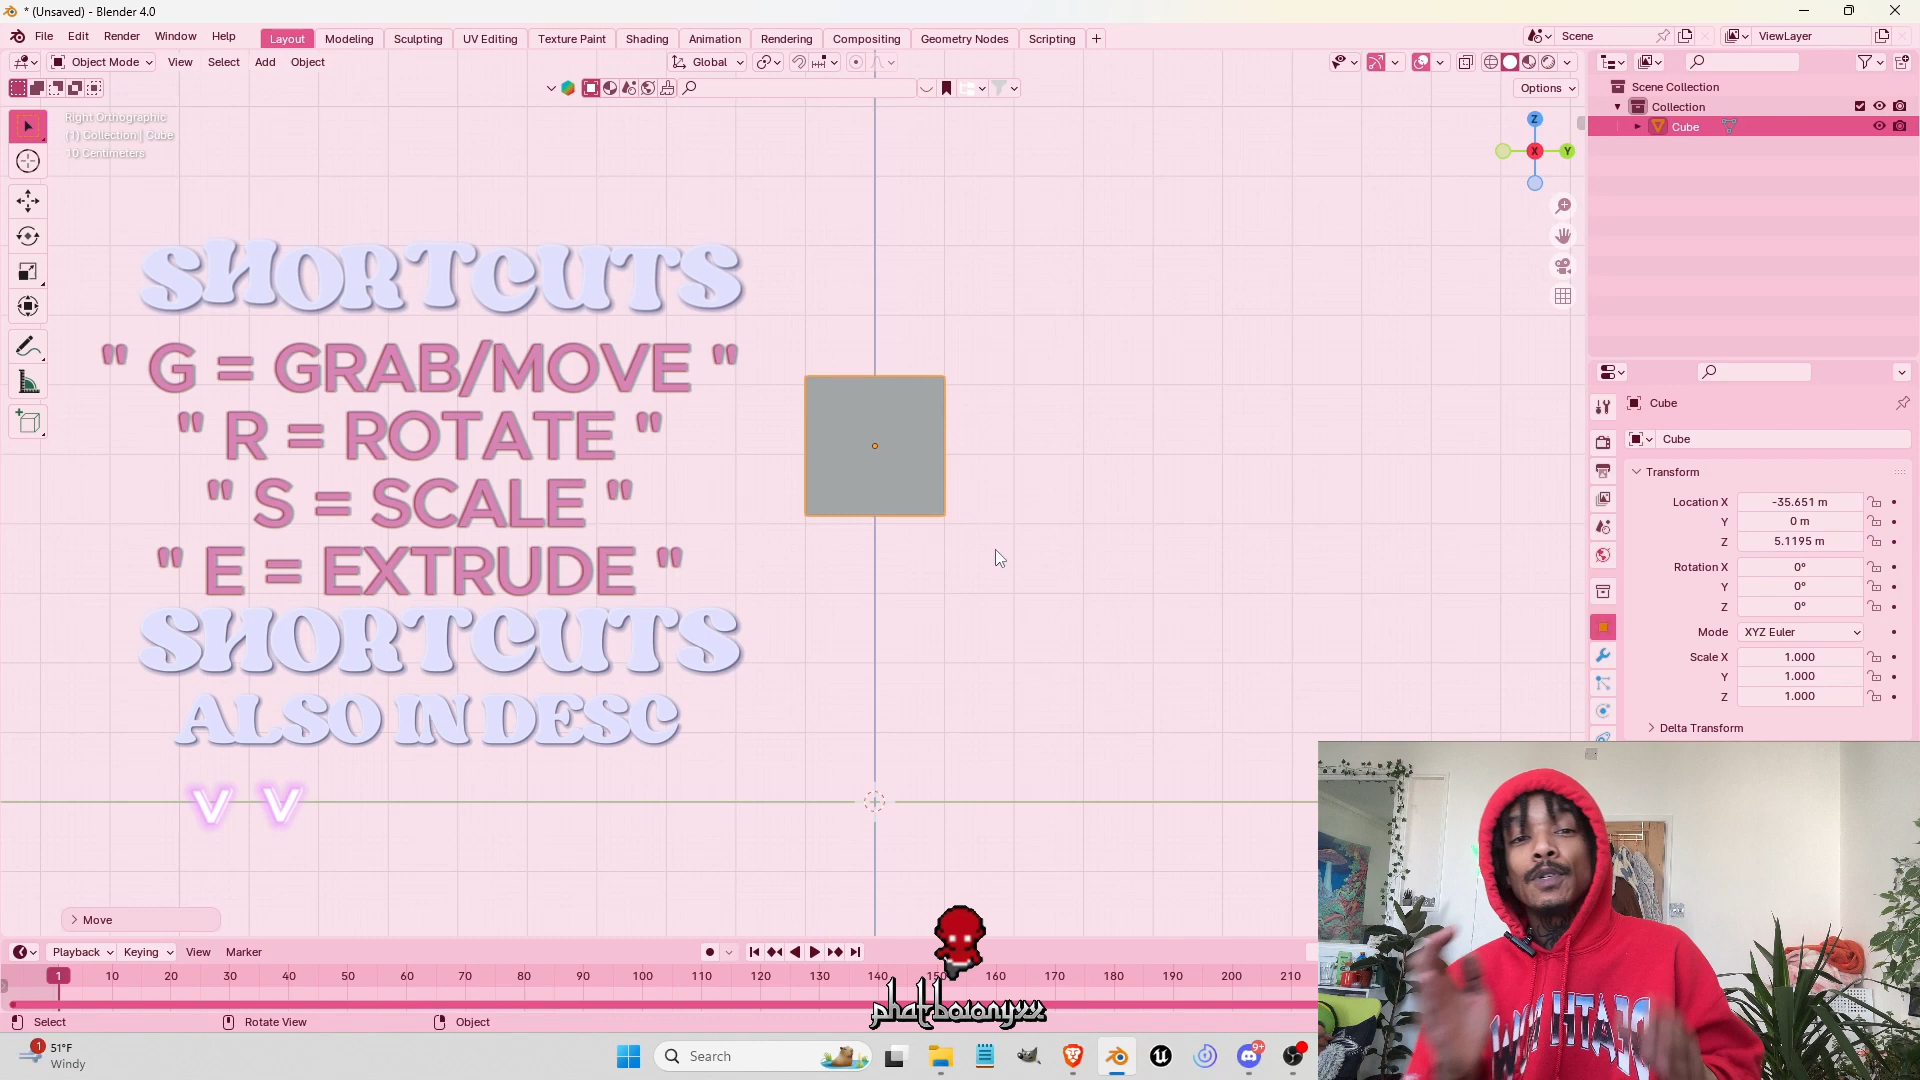 * (Unsaved) - Blender 4.0
File Edit Render Window Help
Layout Modeling Sculpting UV Editing Texture Paint Shading Animation Rendering Compositing Geometry Nodes Scripting +
Scene
ViewLayer
Object Mode View Select Add Object
Global
Options
Right Orthographic
(1) Collection | Cube
10 Centimeters
Z
X
Y
Scene Collection
Collection
Cube
SHORTCUTS
" G = GRAB/MOVE "
" R = ROTATE "
" S = SCALE "
" E = EXTRUDE "
SHORTCUTS
ALSO IN DESC
V V
Cube
Cube
Transform
Location X -35.651 m
Y 0 m
Z 5.1195 m
Rotation X 0°
Y 0°
Z 0°
Mode XYZ Euler
Scale X 1.000
Y 1.000
Z 1.000
Delta Transform
Move
Playback Keying View Marker
1 10 20 30 40 50 60 70 80 90 100 110 120 130 140 150 160 170 180 190 200 210
phatboionyxx
Select Rotate View Object
1
51°F
Windy
Search
9+